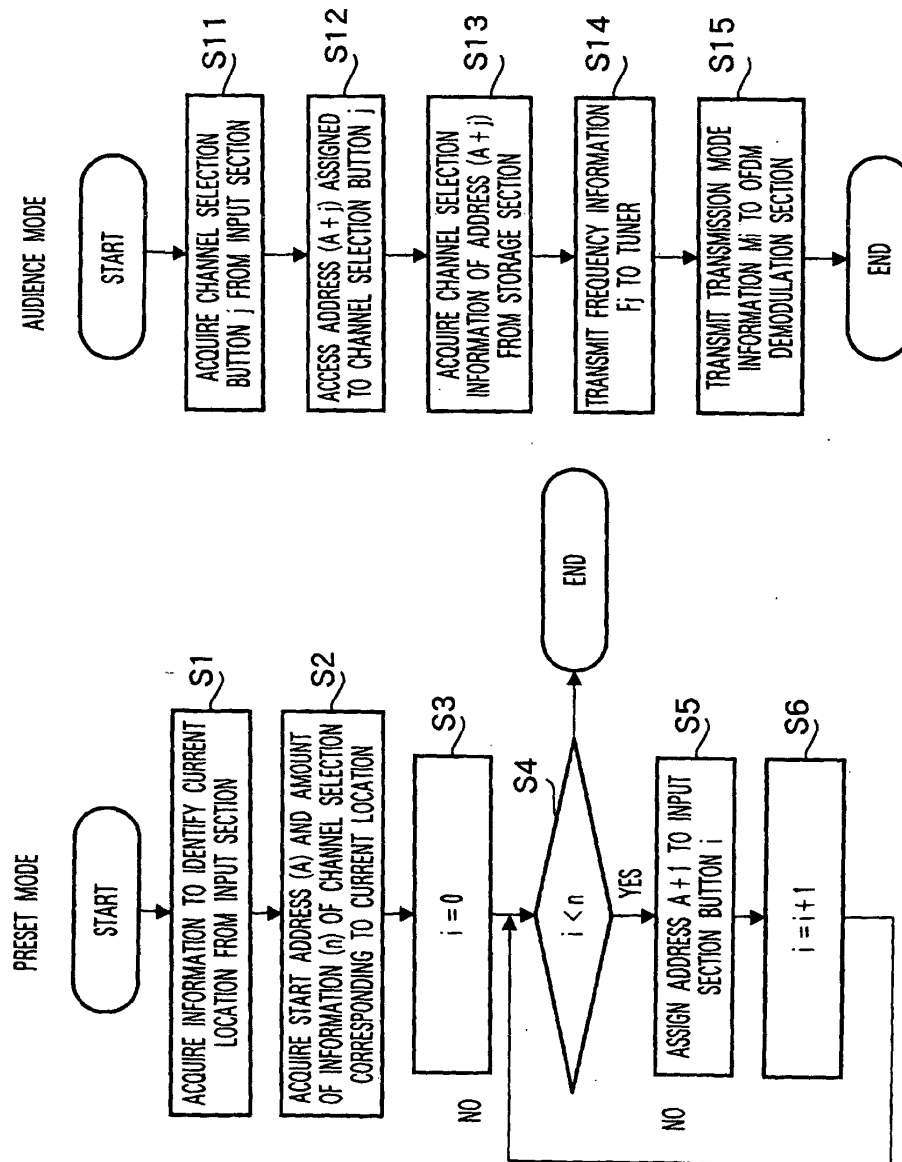 PRESET MODE
START
ACQUIRE INFORMATION TO IDENTIFY CURRENT
LOCATION FROM INPUT SECTION
S1
ACQUIRE START ADDRESS (A) AND AMOUNT
OF INFORMATION (n) OF CHANNEL SELECTION
CORRESPONDING TO CURRENT LOCATION
S2
i = 0
S3
NO
i < n
S4
YES
END
NO
ASSIGN ADDRESS A + 1 TO INPUT
SECTION BUTTON i
S5
i = i + 1
S6
AUDIENCE MODE
START
ACQUIRE CHANNEL SELECTION
BUTTON j FROM INPUT SECTION
S11
ACCESS ADDRESS (A + j) ASSIGNED
TO CHANNEL SELECTION BUTTON j
S12
ACQUIRE CHANNEL SELECTION
INFORMATION OF ADDRESS (A + j)
FROM STORAGE SECTION
S13
TRANSMIT FREQUENCY INFORMATION
Fj TO TUNER
S14
TRANSMIT TRANSMISSION MODE
INFORMATION Mi TO OFDM
DEMODULATION SECTION
S15
END